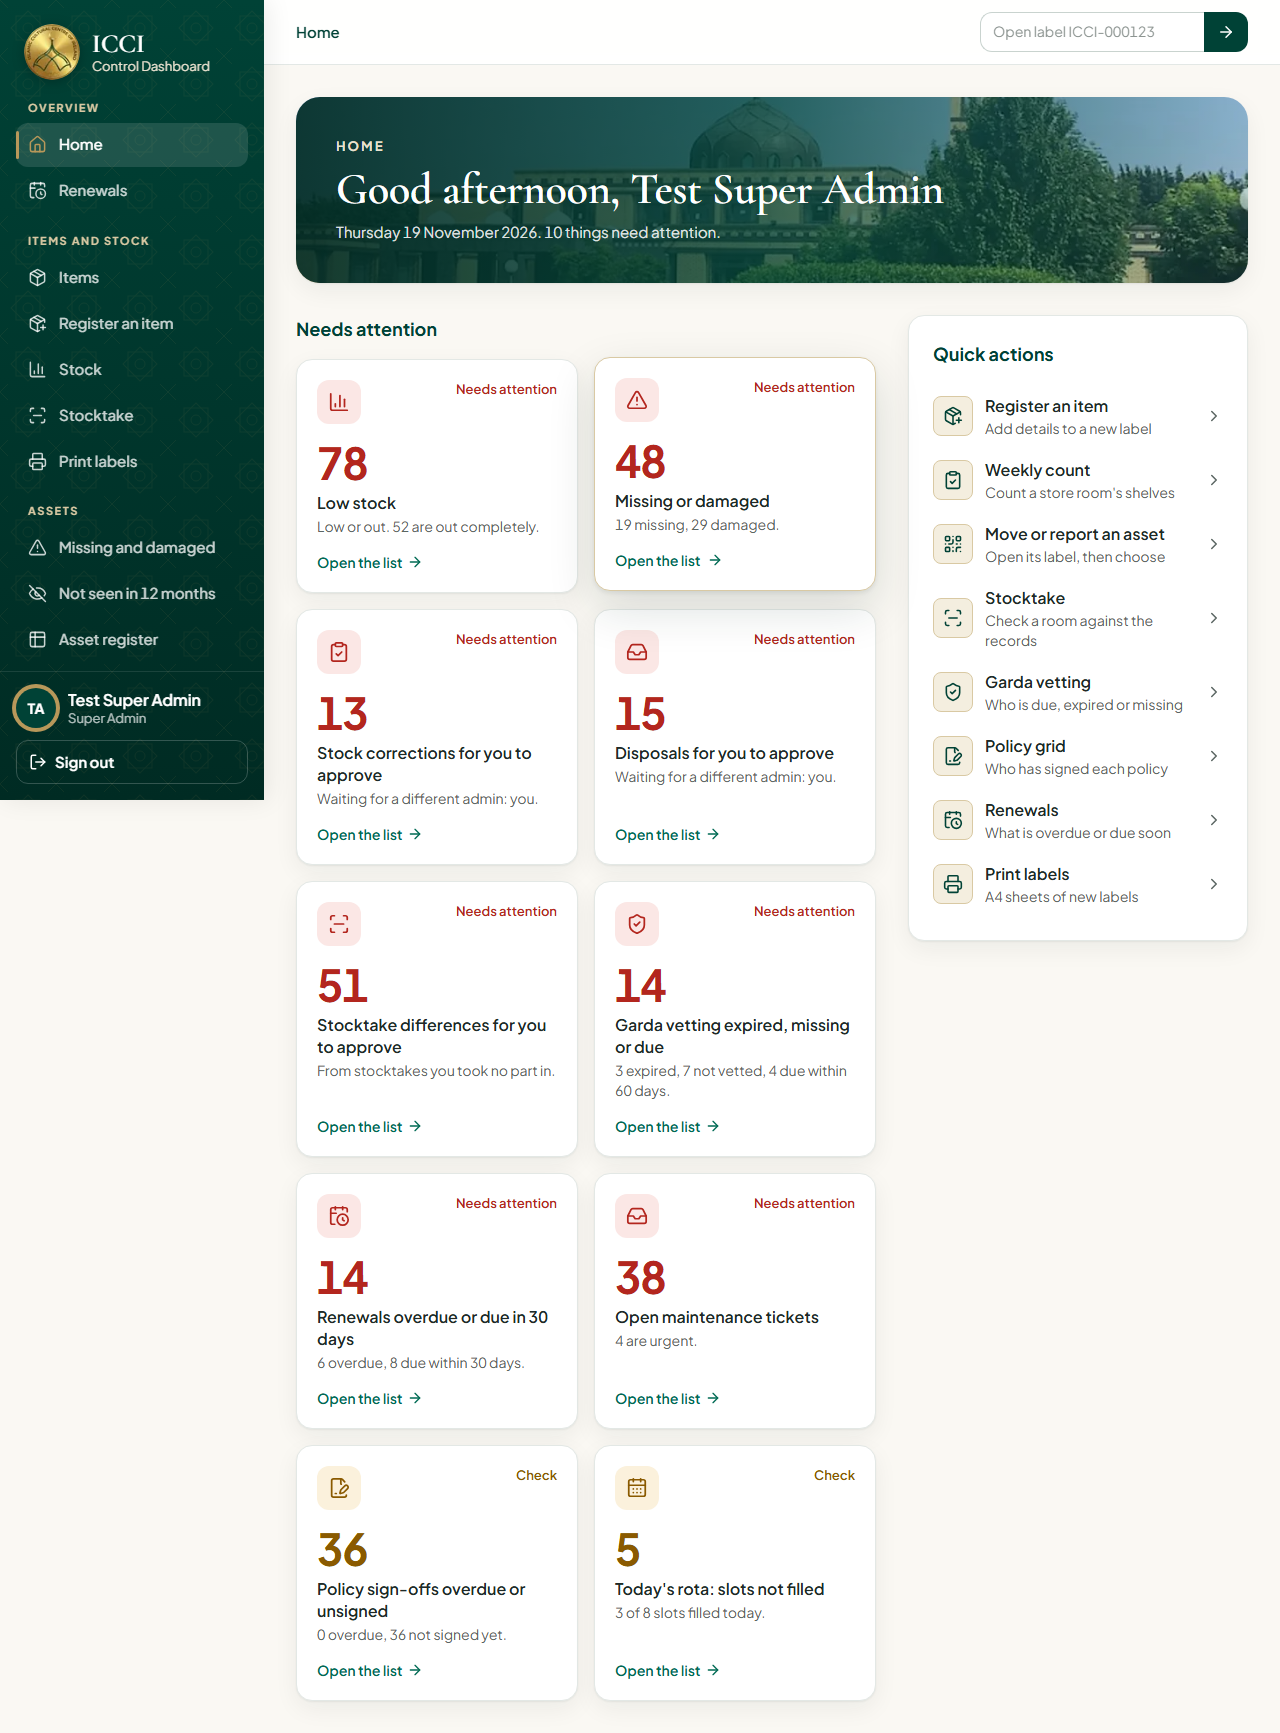 ICCI
Control Dashboard
OVERVIEW
Home
Renewals
ITEMS AND STOCK
Items
Register an item
Stock
Stocktake
Print labels
ASSETS
Missing and damaged
Not seen in 12 months
Asset register
TA
Test Super Admin
Super Admin
Sign out
Home
Open label ICCI-000123
HOME
Good afternoon, Test Super Admin
Thursday 19 November 2026. 10 things need attention.
Needs attention
Needs attention
78
Low stock
Low or out. 52 are out completely.
Open the list
Needs attention
48
Missing or damaged
19 missing, 29 damaged.
Open the list
Needs attention
13
Stock corrections for you to
approve
Waiting for a different admin: you.
Open the list
Needs attention
15
Disposals for you to approve
Waiting for a different admin: you.
Open the list
Needs attention
51
Stocktake differences for you
to approve
From stocktakes you took no part in.
Open the list
Needs attention
14
Garda vetting expired, missing
or due
3 expired, 7 not vetted, 4 due within
60 days.
Open the list
Needs attention
14
Renewals overdue or due in 30
days
6 overdue, 8 due within 30 days.
Open the list
Needs attention
38
Open maintenance tickets
4 are urgent.
Open the list
Check
36
Policy sign-offs overdue or
unsigned
0 overdue, 36 not signed yet.
Open the list
Check
5
Today's rota: slots not filled
3 of 8 slots filled today.
Open the list
Quick actions
Register an item
Add details to a new label
Weekly count
Count a store room's shelves
Move or report an asset
Open its label, then choose
Stocktake
Check a room against the
records
Garda vetting
Who is due, expired or missing
Policy grid
Who has signed each policy
Renewals
What is overdue or due soon
Print labels
A4 sheets of new labels